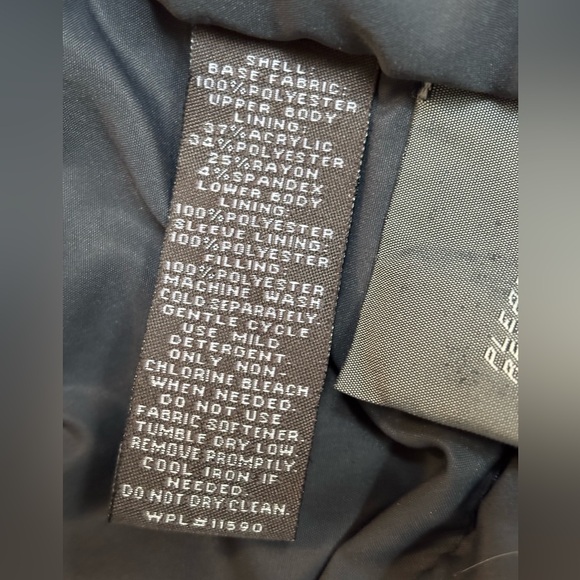 SHELL:
BASE FABRIC:
100%POLYESTER
UPPER BODY
LINING:
37%ACRYLIC
34%POLYESTER
25%RAYON
4%SPANDEX
LOWER BODY
LINING:
100%POLYESTER
SLEEVE LINING:
100%POLYESTER
FILLING:
100%POLYESTER
MACHINE WASH
COLD SEPARATELY.
GENTLE CYCLE
USE MILD
DETERGENT.
ONLY NON-
CHLORINE BLEACH
WHEN NEEDED.
DO NOT USE
FABRIC SOFTENER.
TUMBLE DRY LOW.
REMOVE PROMPTLY.
COOL IRON IF
NEEDED.
DO NOT DRY CLEAN.
WPL #11590